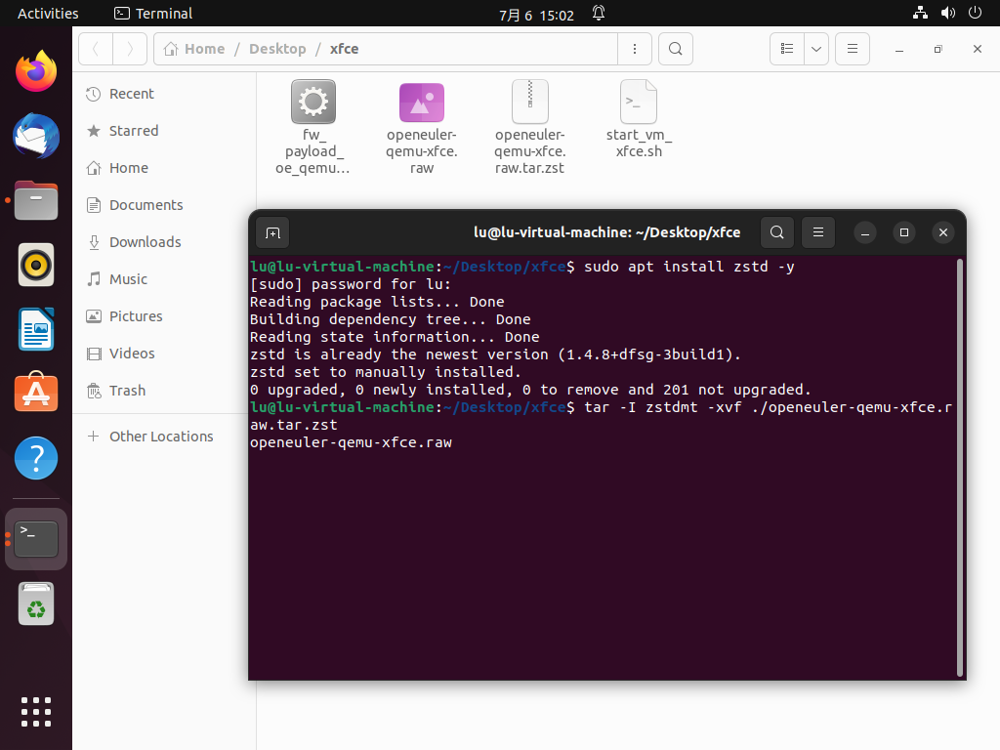 Activities
Terminal
7月 6 15:02
Home / Desktop / xfce
Recent
Starred
Home
Documents
Downloads
Music
Pictures
Videos
Trash
Other Locations
fw_
payload_
oe_qemu…
openeuler-
qemu-xfce.
raw
openeuler-
qemu-xfce.
raw.tar.zst
start_vm_
xfce.sh
lu@lu-virtual-machine: ~/Desktop/xfce
lu@lu-virtual-machine:~/Desktop/xfce$ sudo apt install zstd -y
[sudo] password for lu:
Reading package lists... Done
Building dependency tree... Done
Reading state information... Done
zstd is already the newest version (1.4.8+dfsg-3build1).
zstd set to manually installed.
0 upgraded, 0 newly installed, 0 to remove and 201 not upgraded.
lu@lu-virtual-machine:~/Desktop/xfce$ tar -I zstdmt -xvf ./openeuler-qemu-xfce.r
aw.tar.zst
openeuler-qemu-xfce.raw